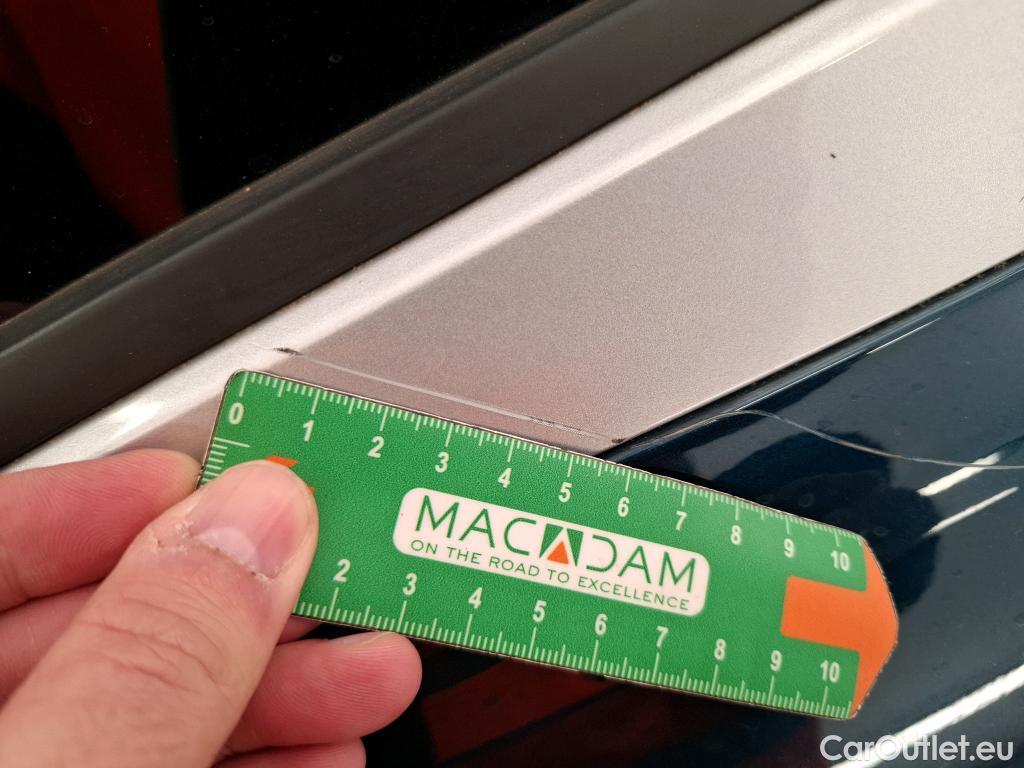 0 1 2 3 4 5 6 7 8 9 10
MACADAM
ON THE ROAD TO EXCELLENCE
2 3 4 5 6 7 8 9 10
CarOutlet.eu